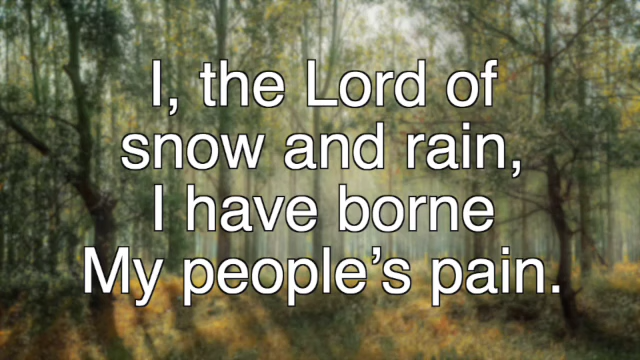 I, the Lord of
snow and rain,
I have borne
My people’s pain.